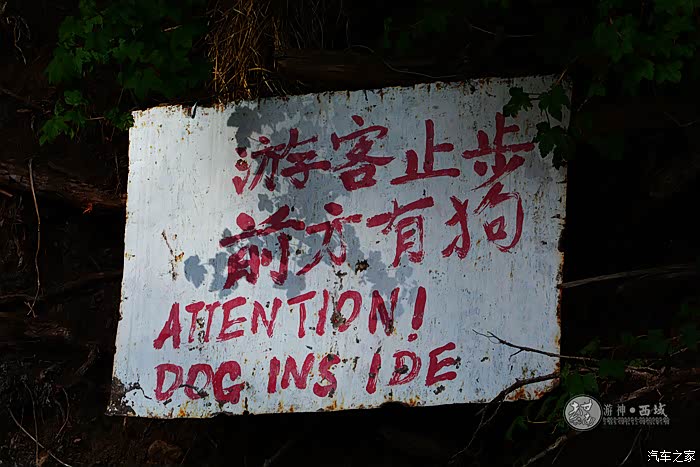 游客止步
前方有狗
ATTENTION!
DOG INSIDE
游神·西域
汽车之家